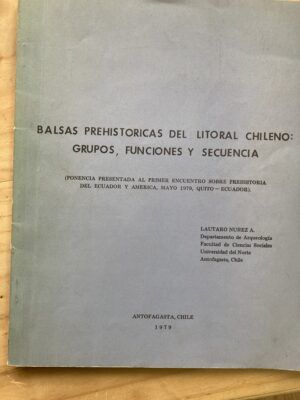 BALSAS PREHISTORICAS DEL LITORAL CHILENO:
GRUPOS, FUNCIONES Y SECUENCIA
(PONENCIA PRESENTADA AL PRIMER ENCUENTRO SOBRE PREHISTORIA
DEL ECUADOR Y AMERICA, MAYO 1979, QUITO — ECUADOR).
LAUTARO NUÑEZ A.
Departamento de Arqueología
Facultad de Ciencias Sociales
Universidad del Norte
Antofagasta, Chile
ANTOFAGASTA, CHILE
1979